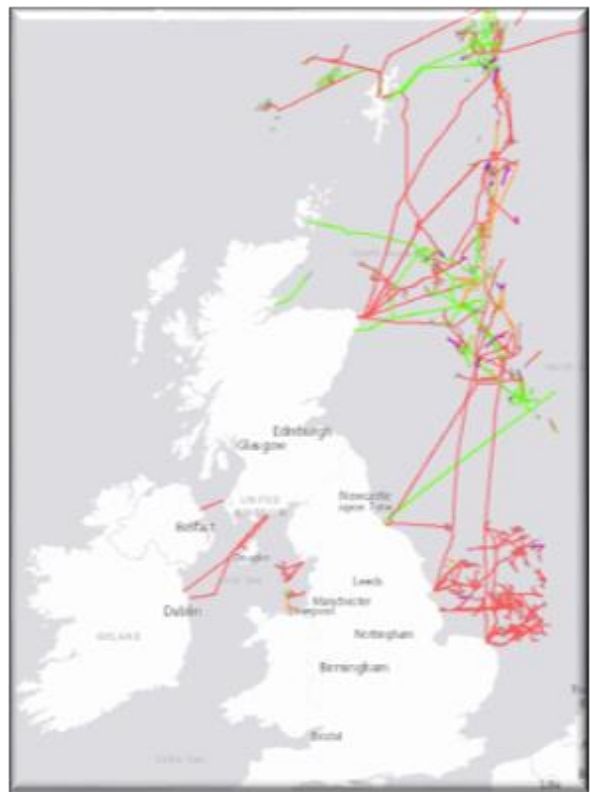 Edinburgh
Glasgow
Newcastle
upon Tyne
UNITED
KINGDOM
Belfast
Douglas
Leeds
Dublin
Manchester
Liverpool
IRELAND
Nottingham
Birmingham
Bristol